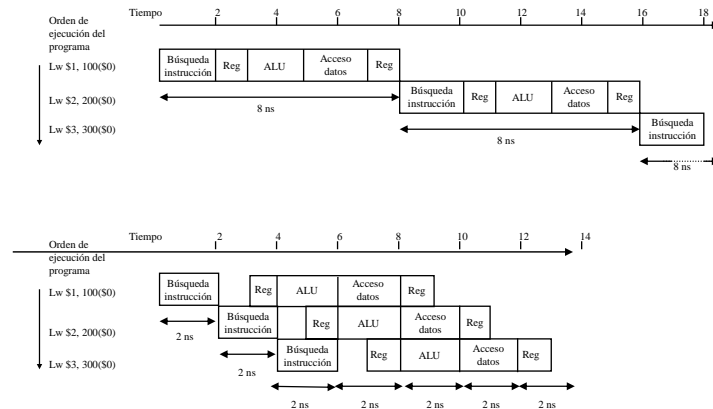 Orden de
ejecución del
programa
Tiempo
2 4 6 8 10 12 14 16 18
Lw $1, 100($0)
Búsqueda
instrucción
Reg
ALU
Acceso
datos
Reg
Lw $2, 200($0)
8 ns
Búsqueda
instrucción
Reg
ALU
Acceso
datos
Reg
Lw $3, 300($0)
8 ns
Búsqueda
instrucción
8 ns
Orden de
ejecución del
programa
Tiempo
2 4 6 8 10 12 14
Lw $1, 100($0)
Búsqueda
instrucción
Reg
ALU
Acceso
datos
Reg
Lw $2, 200($0)
2 ns
Búsqueda
instrucción
Reg
ALU
Acceso
datos
Reg
Lw $3, 300($0)
2 ns
Búsqueda
instrucción
Reg
ALU
Acceso
datos
Reg
2 ns 2 ns 2 ns 2 ns 2 ns